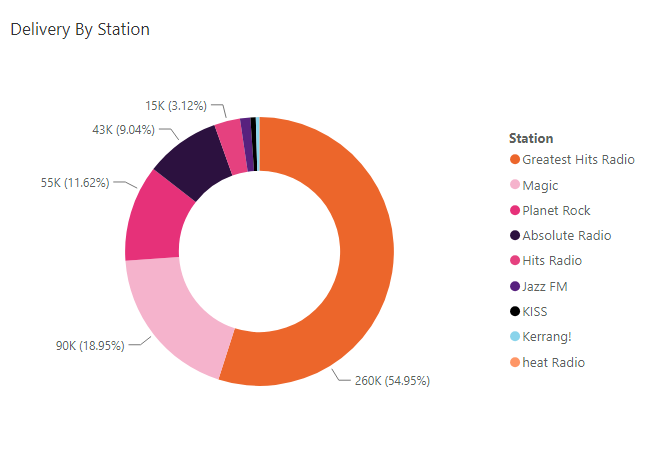 Delivery By Station
15K (3.12%)
43K (9.04%)
55K (11.62%)
90K (18.95%)
260K (54.95%)
Station
Greatest Hits Radio
Magic
Planet Rock
Absolute Radio
Hits Radio
Jazz FM
KISS
Kerrang!
heat Radio